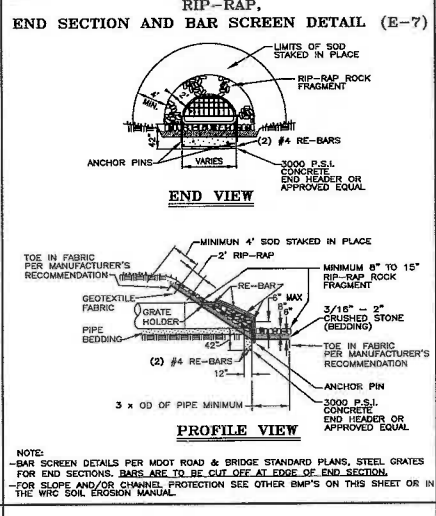 RIP-RAP,
END SECTION AND BAR SCREEN DETAIL (E-7)
LIMITS OF SOD
STAKED IN PLACE
RIP-RAP ROCK
FRAGMENT
4'
MIN.
2'
42"
(2) #4 RE-BARS
ANCHOR PINS
VARIES
3000 P.S.I.
CONCRETE
END HEADER OR
APPROVED EQUAL
END VIEW
MINIMUN 4' SOD STAKED IN PLACE
2' RIP-RAP
TOE IN FABRIC
PER MANUFACTURER'S
RECOMMENDATION
MINIMUM 8" TO 15"
RIP-RAP ROCK
FRAGMENT
RE-BAR
6" MAX
GEOTEXTILE
FABRIC
8"
6"
GRATE
HOLDER
3/16" - 2"
CRUSHED STONE
(BEDDING)
PIPE
BEDDING
42"
TOE IN FABRIC
PER MANUFACTURER'S
RECOMMENDATION
(2) #4 RE-BARS
12"
ANCHOR PIN
3 x OD OF PIPE MINIMUM
3000 P.S.I.
CONCRETE
END HEADER OR
APPROVED EQUAL
PROFILE VIEW
NOTE:
-BAR SCREEN DETAILS PER MDOT ROAD & BRIDGE STANDARD PLANS, STEEL GRATES
FOR END SECTIONS. BARS ARE TO BE CUT OFF AT EDGE OF END SECTION.
-FOR SLOPE AND/OR CHANNEL PROTECTION SEE OTHER BMP'S ON THIS SHEET OR IN
THE WRC SOIL EROSION MANUAL.